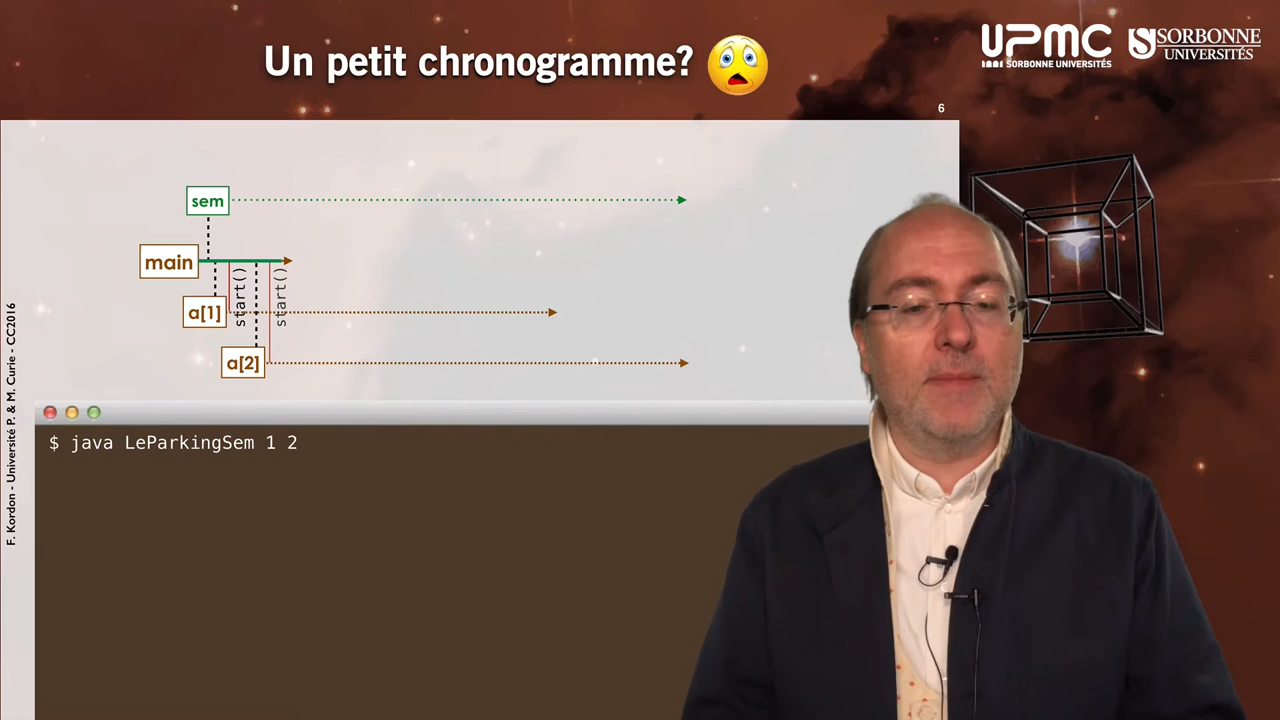 Un petit chronogramme?
UPMC
SORBONNE UNIVERSITÉS
SORBONNE
UNIVERSITÉS
6
sem
main
start()
start()
a[1]
a[2]
$ java LeParkingSem 1 2
F. Kordon - Université P. & M. Curie - CC2016